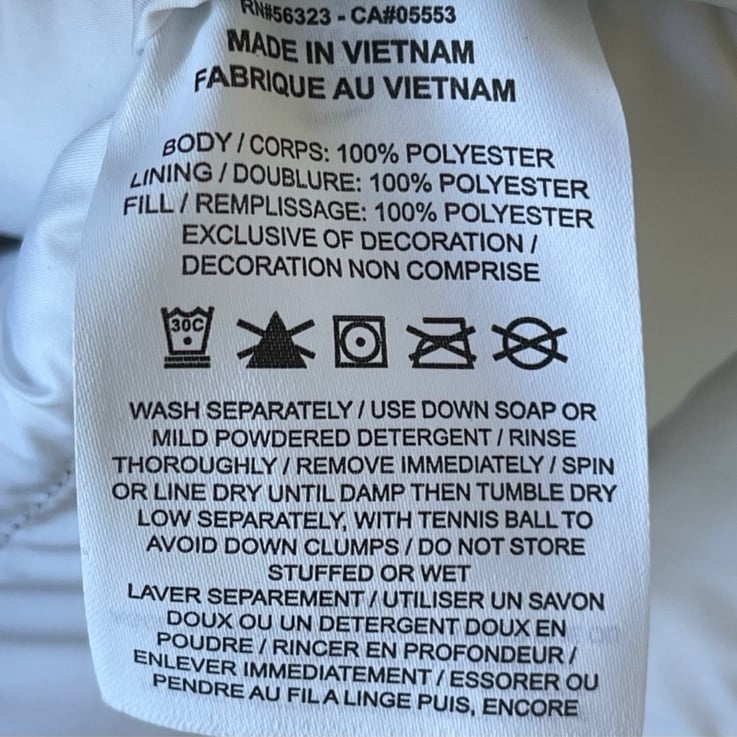 RN#56323 - CA#05553
MADE IN VIETNAM
FABRIQUE AU VIETNAM
BODY / CORPS: 100% POLYESTER
LINING / DOUBLURE: 100% POLYESTER
FILL / REMPLISSAGE: 100% POLYESTER
EXCLUSIVE OF DECORATION /
DECORATION NON COMPRISE
30C
WASH SEPARATELY / USE DOWN SOAP OR
MILD POWDERED DETERGENT / RINSE
THOROUGHLY / REMOVE IMMEDIATELY / SPIN
OR LINE DRY UNTIL DAMP THEN TUMBLE DRY
LOW SEPARATELY, WITH TENNIS BALL TO
AVOID DOWN CLUMPS / DO NOT STORE
STUFFED OR WET
LAVER SEPAREMENT / UTILISER UN SAVON
DOUX OU UN DETERGENT DOUX EN
POUDRE / RINCER EN PROFONDEUR /
ENLEVER IMMEDIATEMENT / ESSORER OU
PENDRE AU FIL A LINGE PUIS, ENCORE